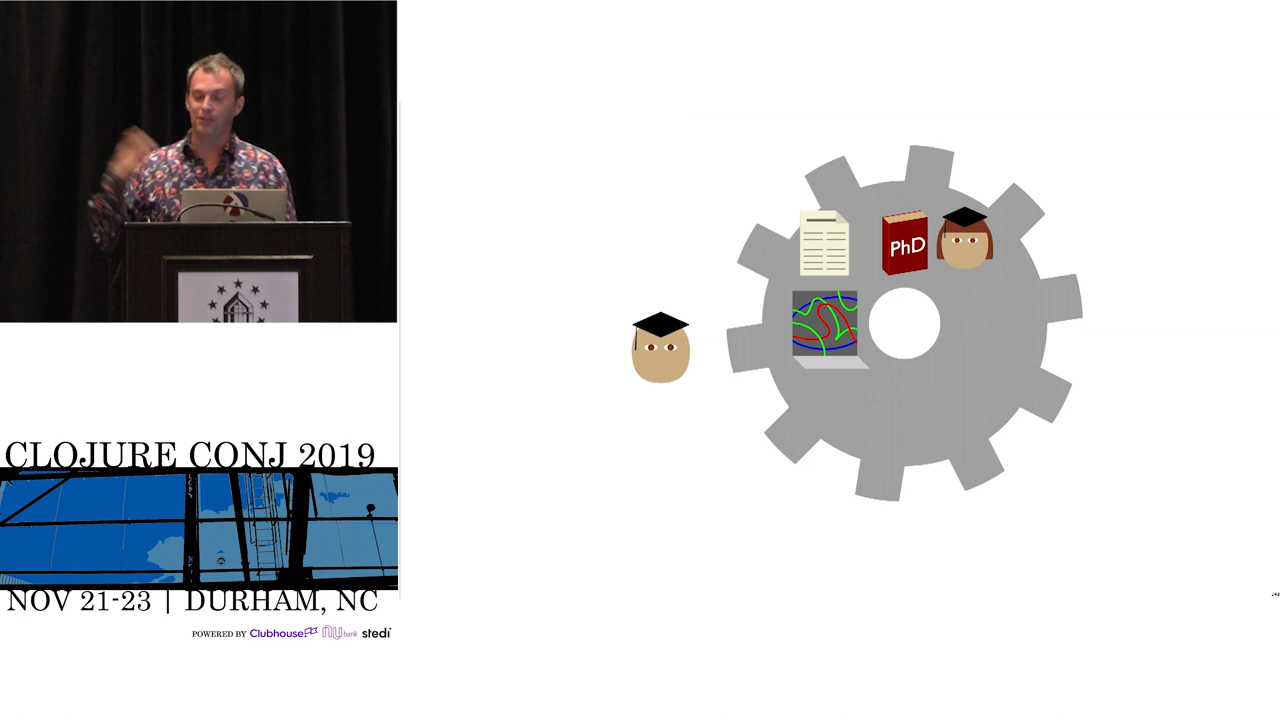 PhD
CLOJURE CONJ 2019
NOV 21-23 | DURHAM, NC
POWERED BY Clubhouse nu bank stedi